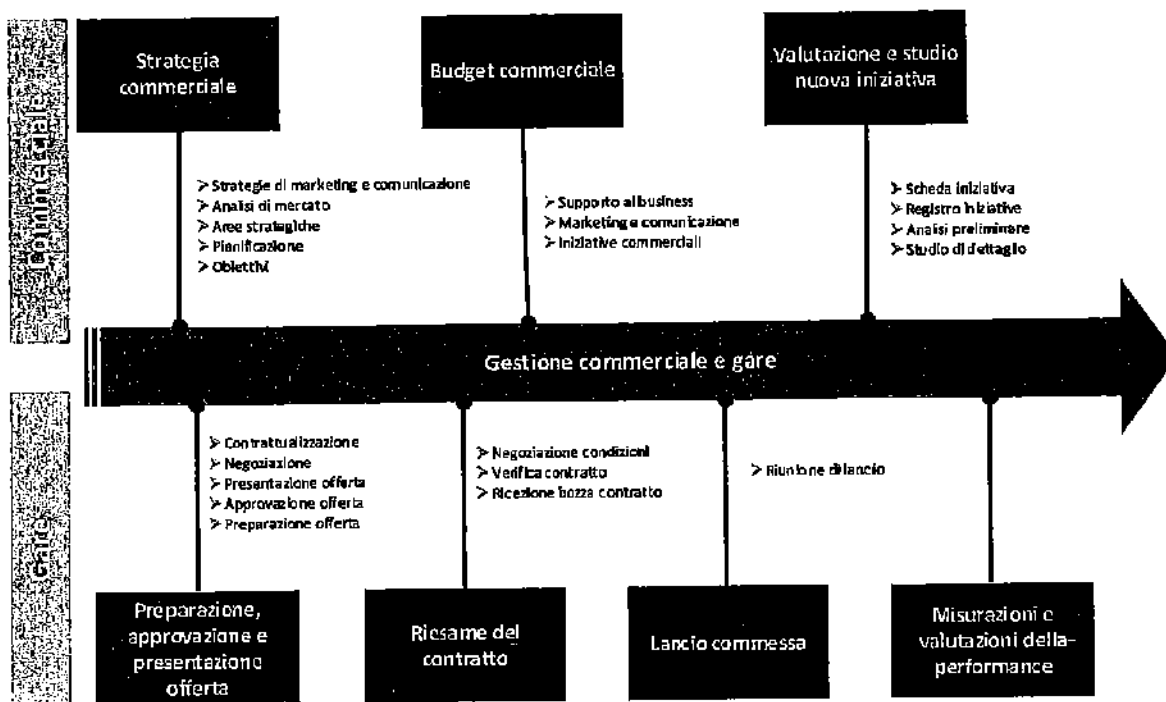 Commerciale
Strategia
commerciale
Budget commerciale
Valutazione e studio
nuova iniziativa
➢ Strategie di marketing e comunicazione
➢ Analisi di mercato
➢ Aree strategiche
➢ Pianificazione
➢ Obiettivi
➢ Supporto al business
➢ Marketing e comunicazione
➢ Iniziative commerciali
➢ Scheda iniziativa
➢ Registro iniziative
➢ Analisi preliminare
➢ Studio di dettaglio
Gestione commerciale e gare
Gare
➢ Contrattualizzazione
➢ Negoziazione
➢ Presentazione offerta
➢ Approvazione offerta
➢ Preparazione offerta
➢ Negoziazione condizioni
➢ Verifica contratto
➢ Ricezione bozza contratto
➢ Riunione di lancio
Preparazione,
approvazione e
presentazione
offerta
Riesame del
contratto
Lancio commessa
Misurazioni e
valutazioni della
performance